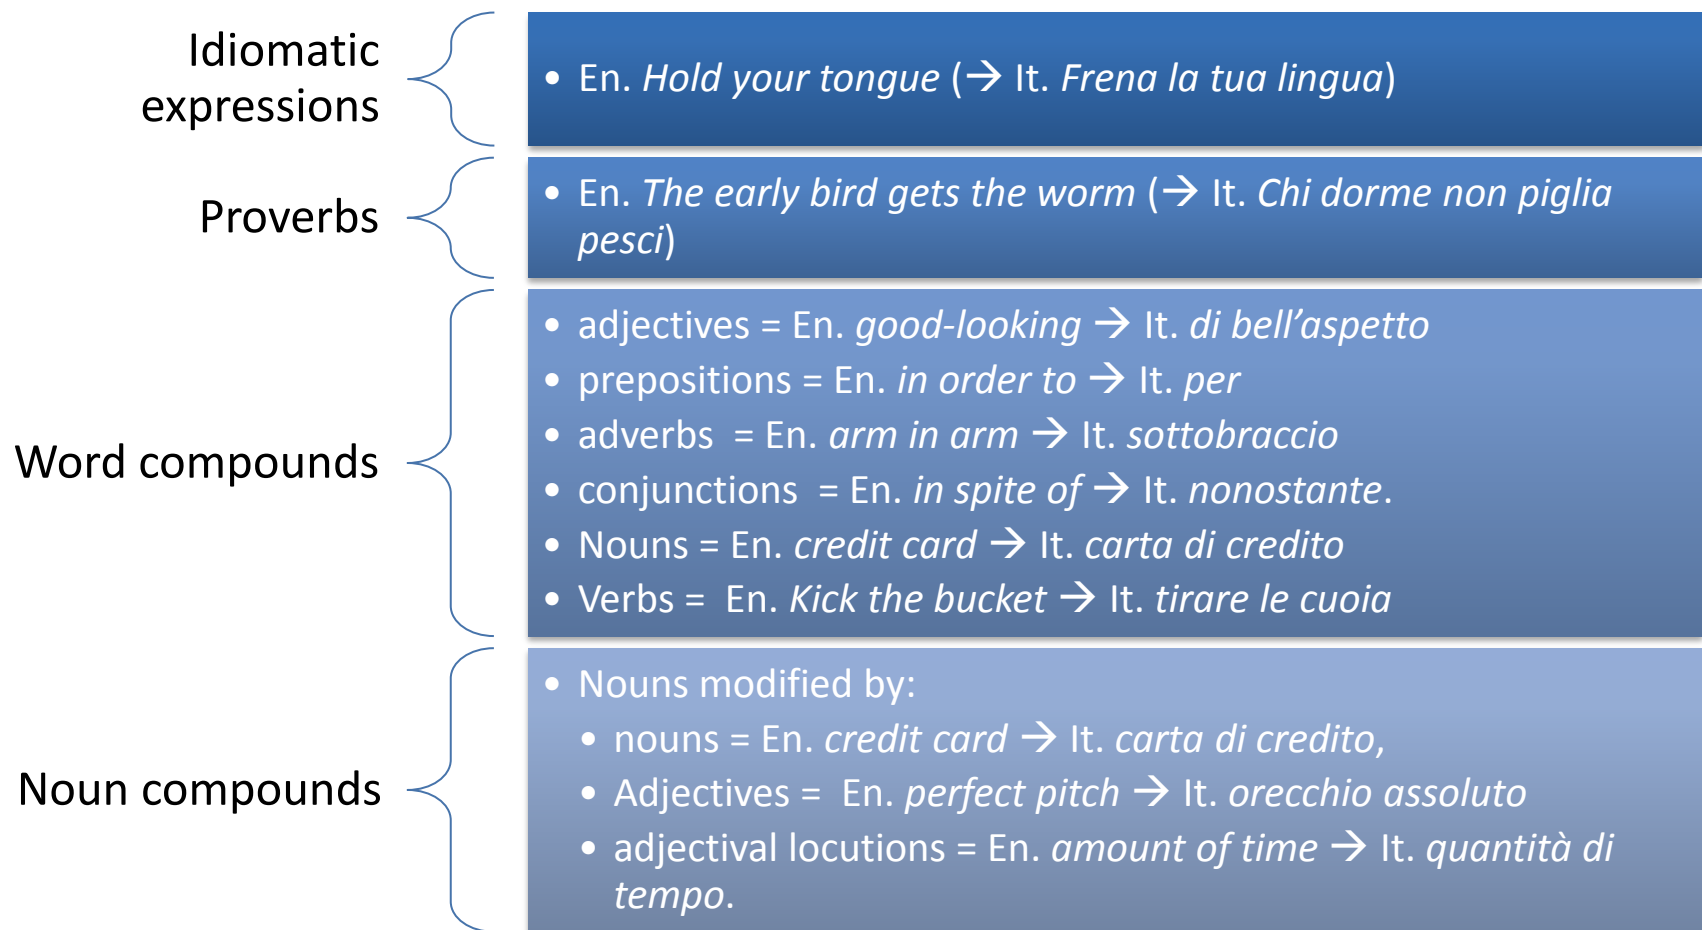 Idiomatic
expressions
• En. Hold your tongue (→ It. Frena la tua lingua)
Proverbs
• En. The early bird gets the worm (→ It. Chi dorme non piglia
pesci)
Word compounds
• adjectives = En. good-looking → It. di bell’aspetto
• prepositions = En. in order to → It. per
• adverbs  = En. arm in arm → It. sottobraccio
• conjunctions  = En. in spite of → It. nonostante.
• Nouns = En. credit card → It. carta di credito
• Verbs =  En. Kick the bucket → It. tirare le cuoia
Noun compounds
• Nouns modified by:
• nouns = En. credit card → It. carta di credito,
• Adjectives =  En. perfect pitch → It. orecchio assoluto
• adjectival locutions = En. amount of time → It. quantità di
tempo.